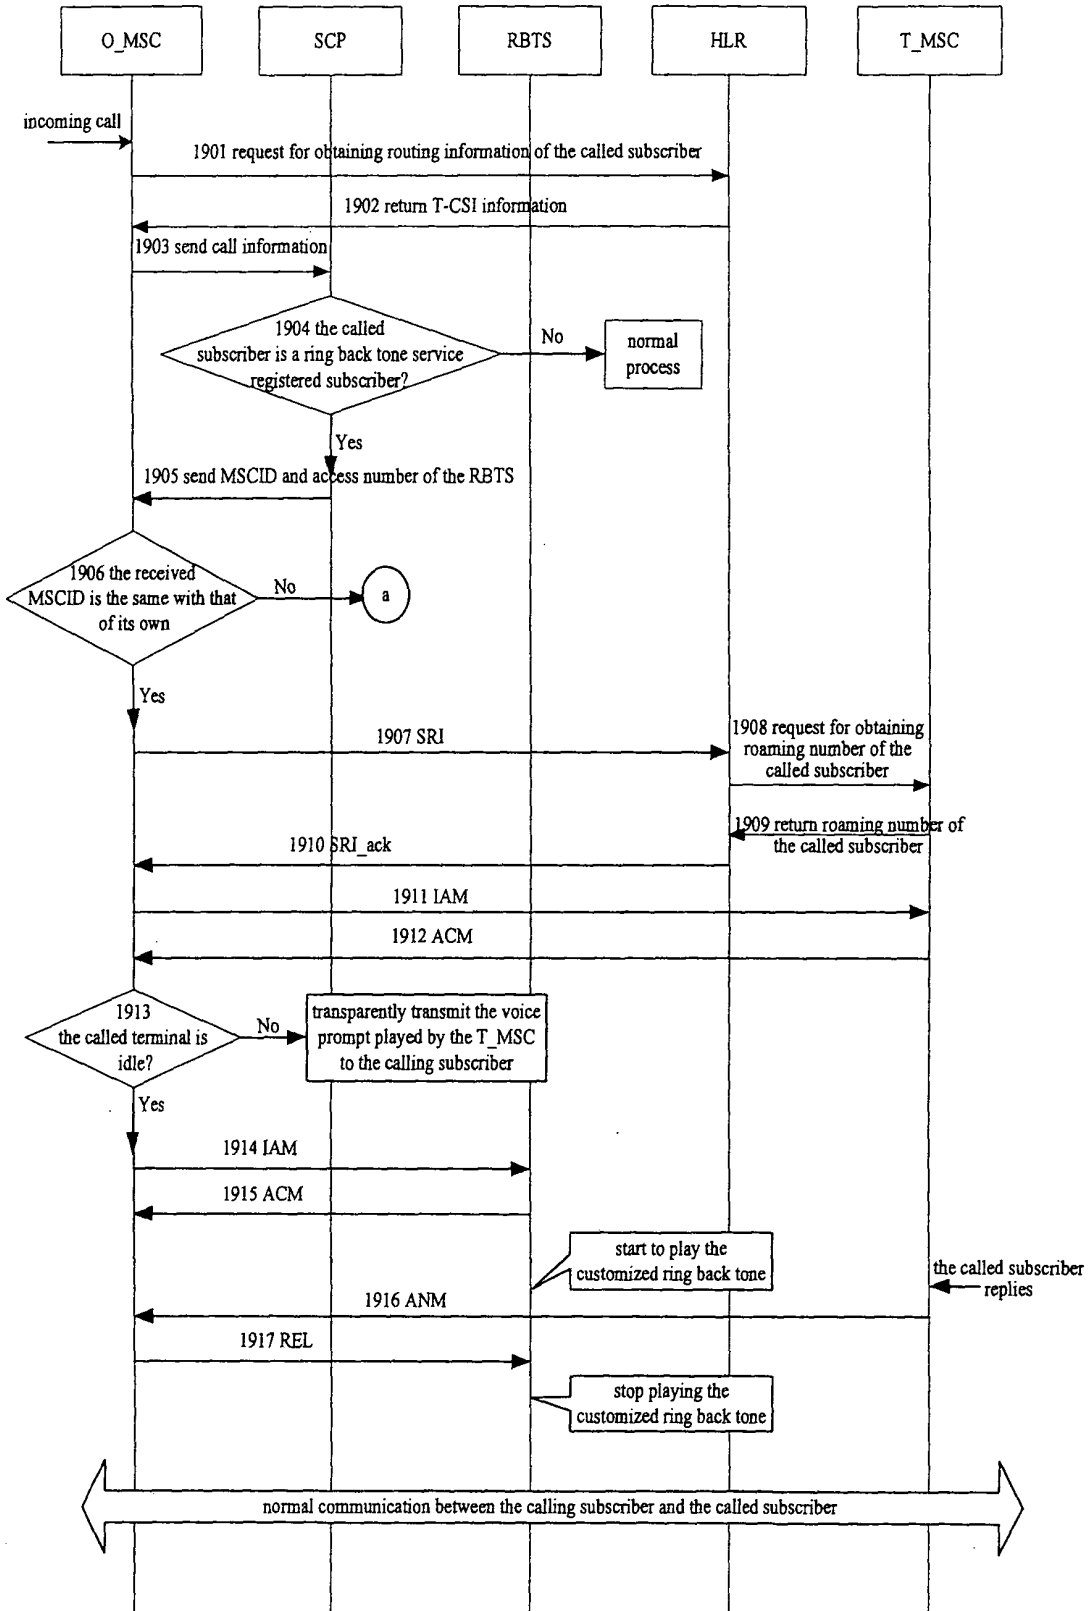 O_MSC
SCP
RBTS
HLR
T_MSC
incoming call
1901 request for obtaining routing information of the called subscriber
1902 return T-CSI information
1903 send call information
1904 the called
subscriber is a ring back tone service
registered subscriber?
No
normal
process
Yes
1905 send MSCID and access number of the RBTS
1906 the received
MSCID is the same with that
of its own
No
a
Yes
1907 SRI
1908 request for obtaining
roaming number of the
called subscriber
1909 return roaming number of
the called subscriber
1910 SRI_ack
1911 IAM
1912 ACM
1913
the called terminal is
idle?
No
transparently transmit the voice
prompt played by the T_MSC
to the calling subscriber
Yes
1914 IAM
1915 ACM
start to play the
customized ring back tone
the called subscriber
replies
1916 ANM
1917 REL
stop playing the
customized ring back tone
normal communication between the calling subscriber and the called subscriber